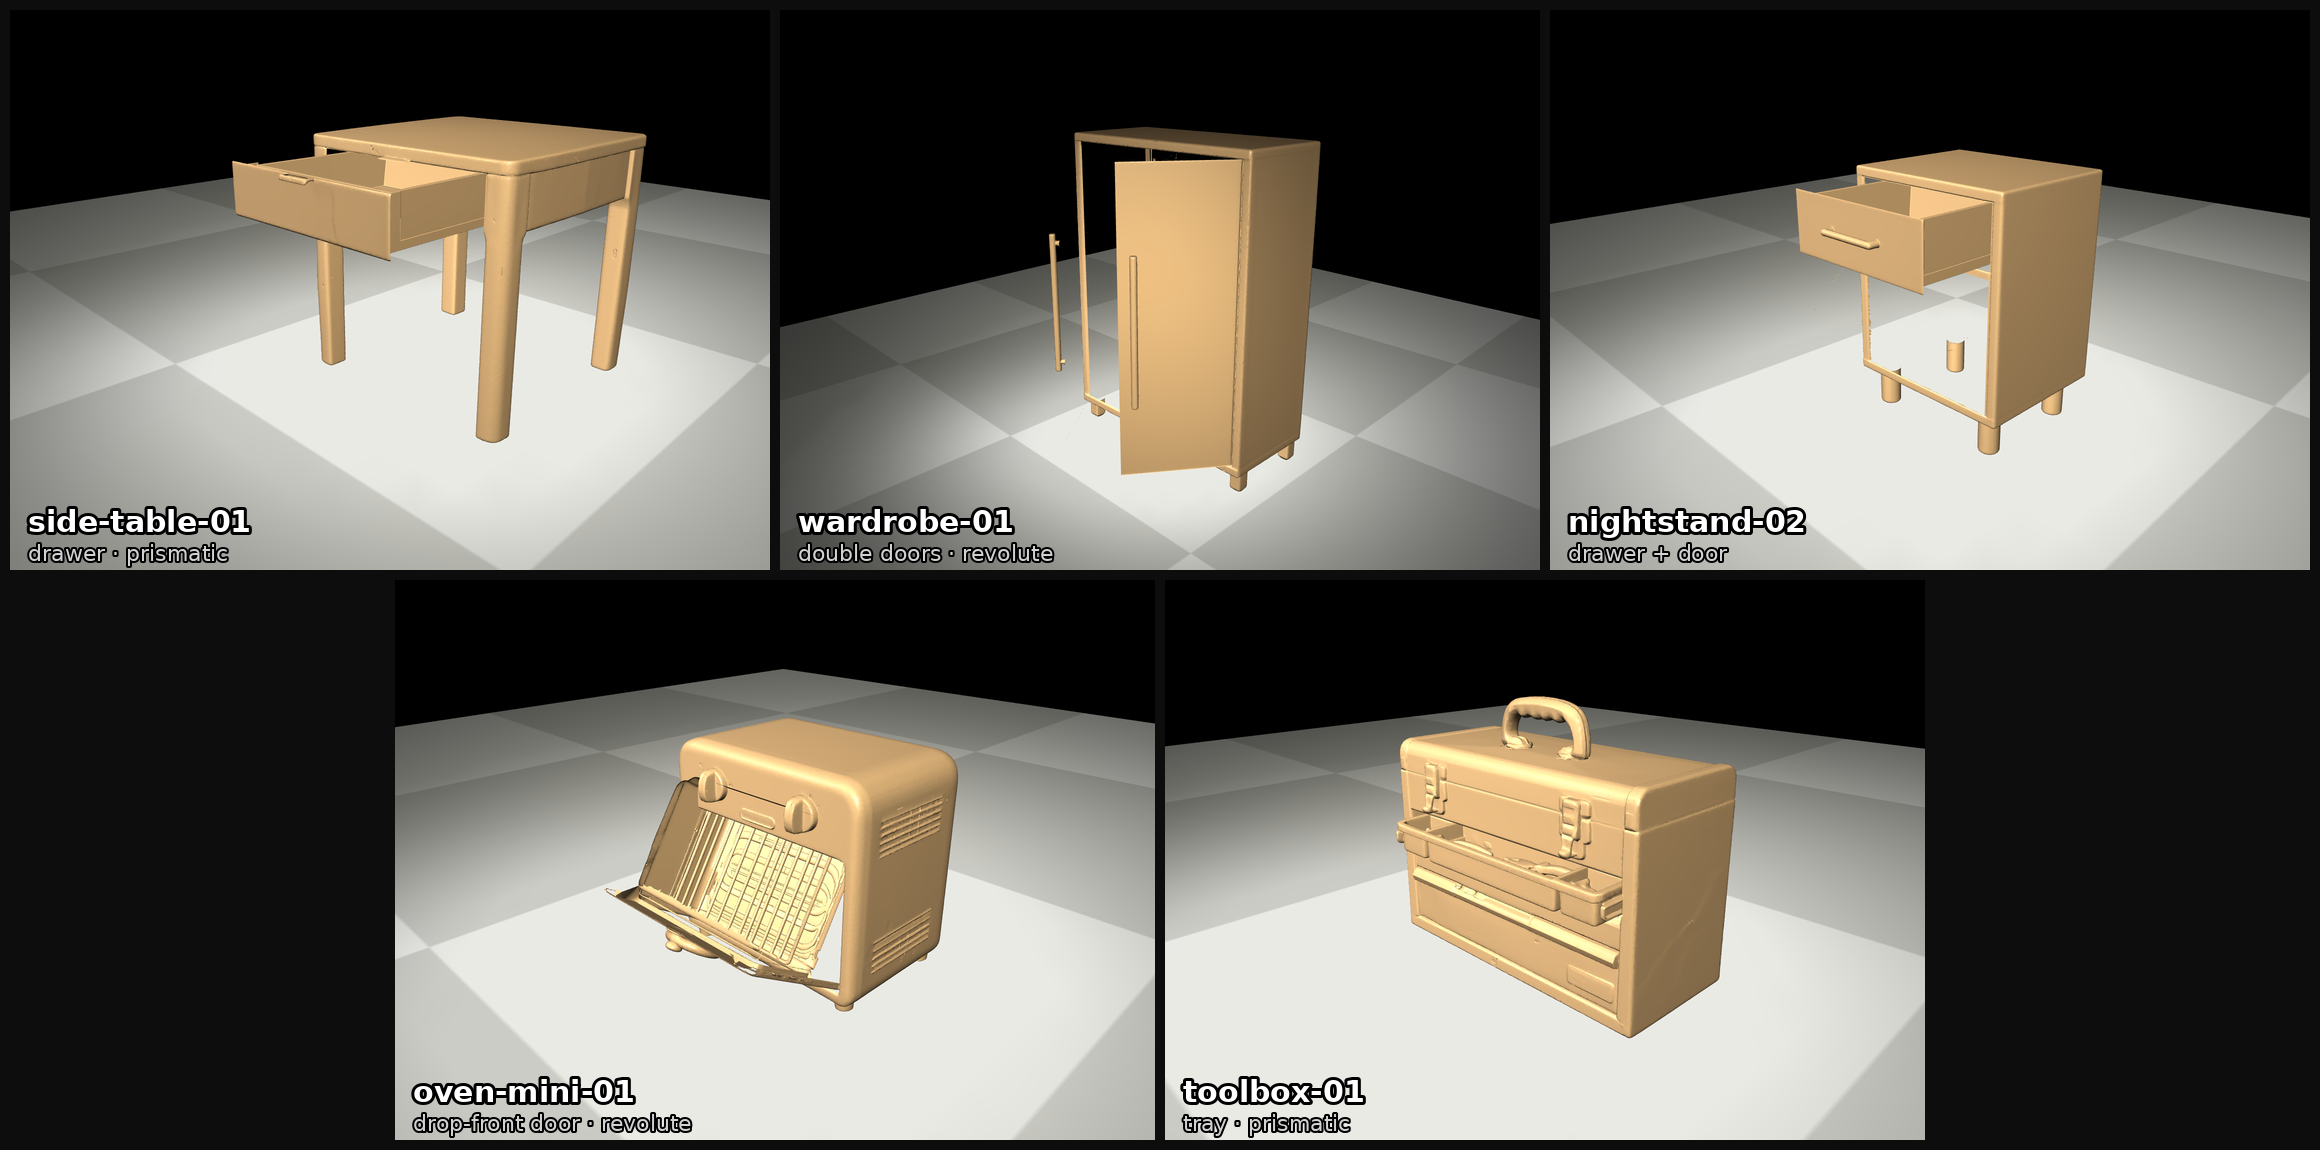 side-table-01
drawer · prismatic
wardrobe-01
double doors · revolute
nightstand-02
drawer + door
oven-mini-01
drop-front door · revolute
toolbox-01
tray · prismatic